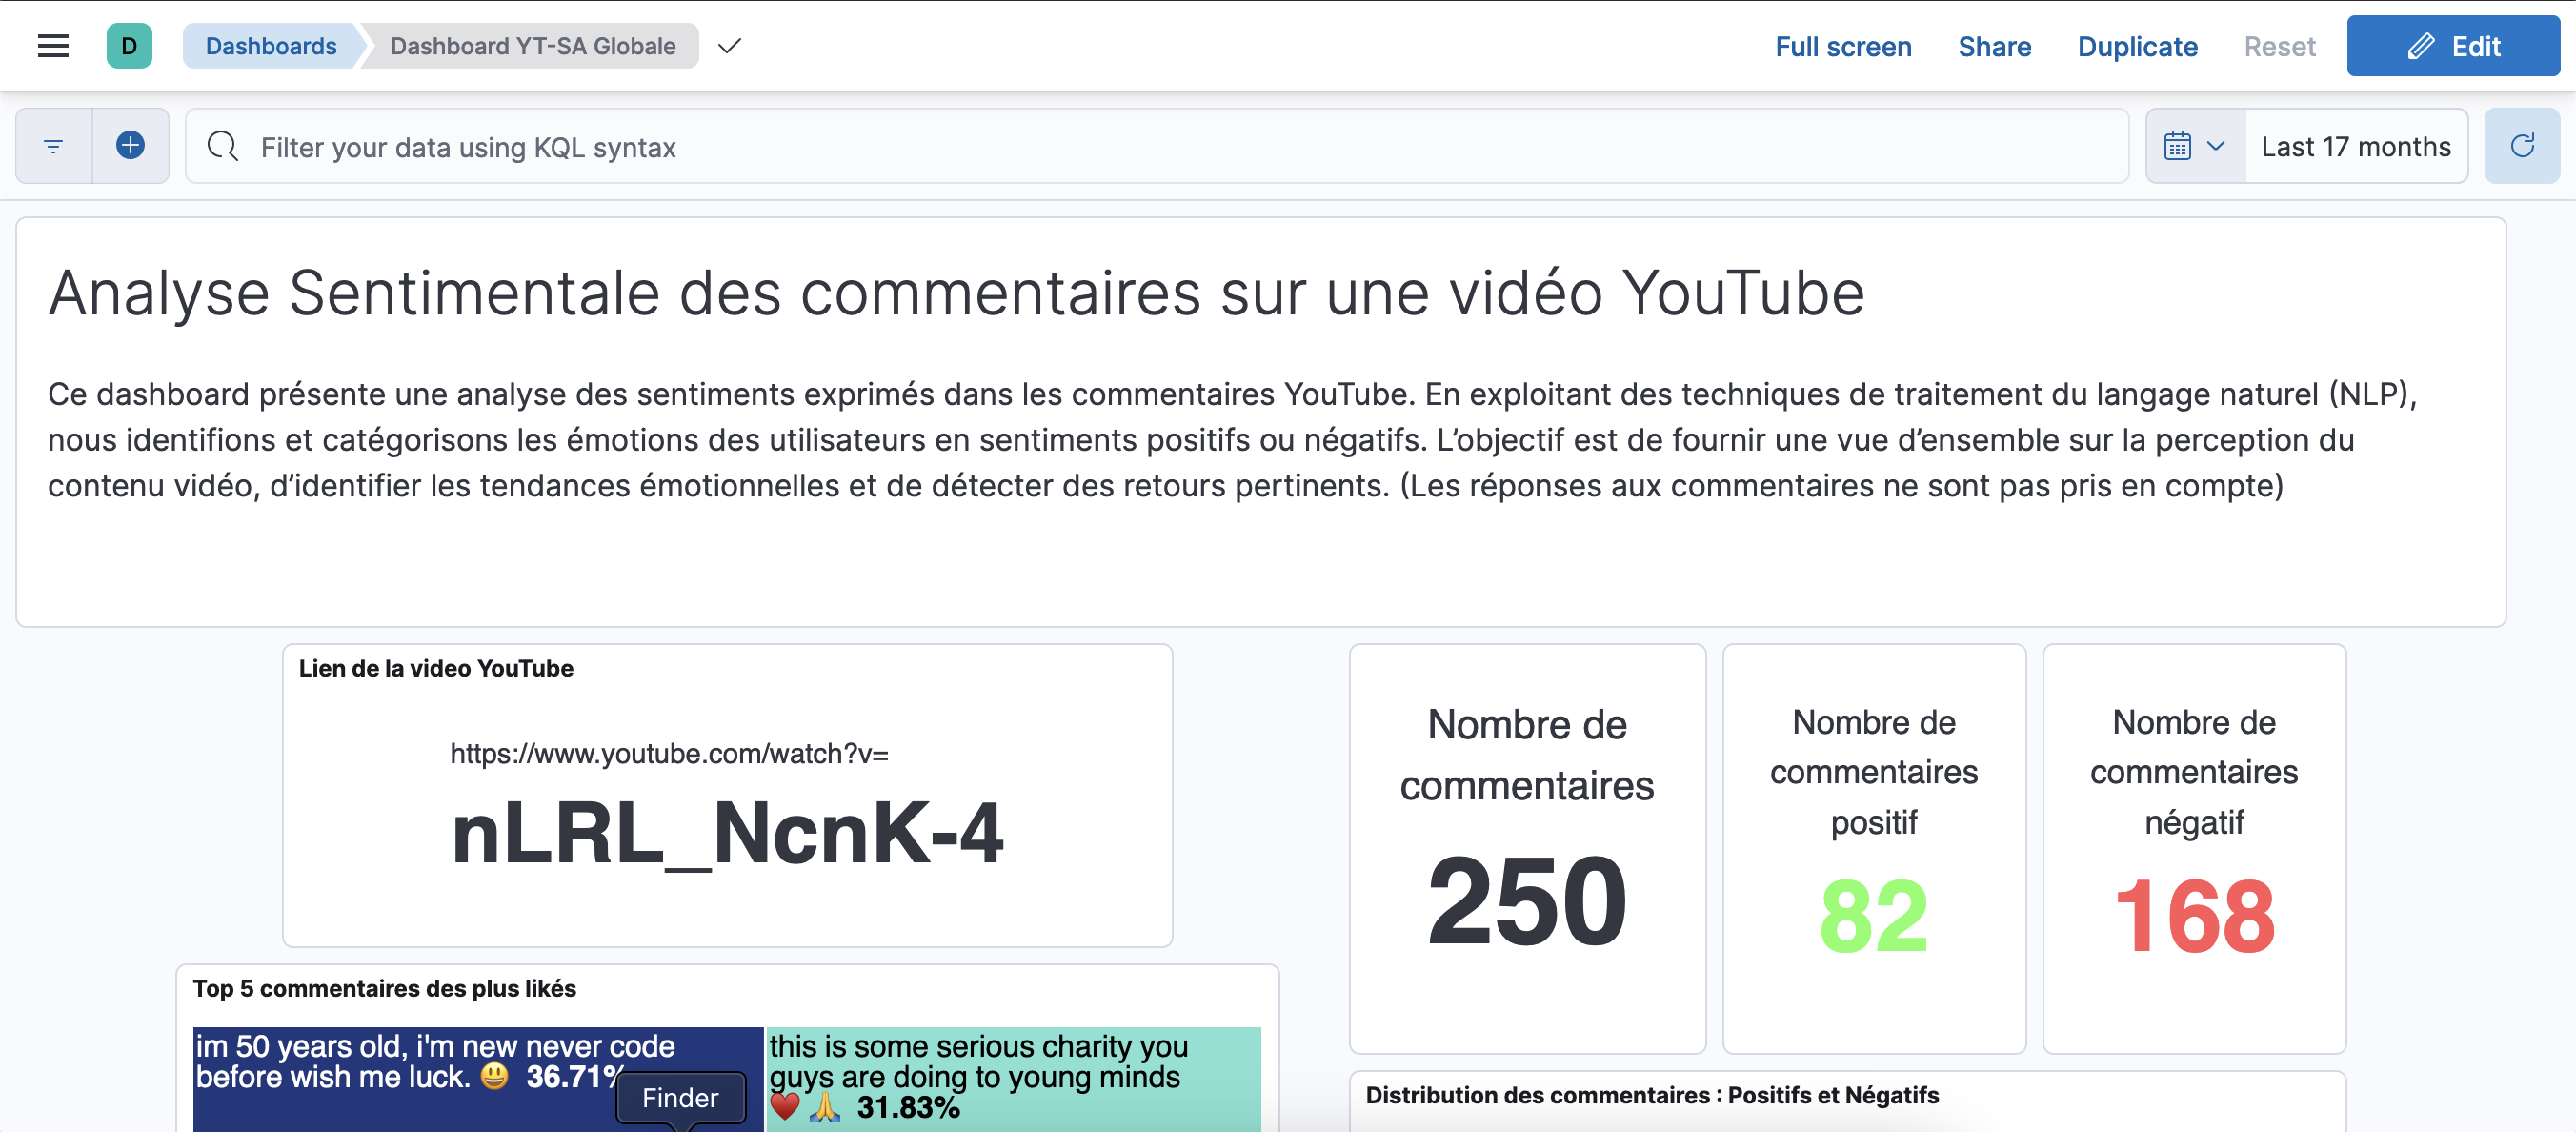 D
Dashboards
Dashboard YT-SA Globale
Full screen
Share
Duplicate
Reset
Edit
Filter your data using KQL syntax
Last 17 months
Analyse Sentimentale des commentaires sur une vidéo YouTube
Ce dashboard présente une analyse des sentiments exprimés dans les commentaires YouTube. En exploitant des techniques de traitement du langage naturel (NLP),
nous identifions et catégorisons les émotions des utilisateurs en sentiments positifs ou négatifs. L’objectif est de fournir une vue d’ensemble sur la perception du
contenu vidéo, d’identifier les tendances émotionnelles et de détecter des retours pertinents. (Les réponses aux commentaires ne sont pas pris en compte)
Lien de la video YouTube
https://www.youtube.com/watch?v=
nLRL_NcnK-4
Nombre de
commentaires
250
Nombre de
commentaires
positif
82
Nombre de
commentaires
négatif
168
Top 5 commentaires des plus likés
im 50 years old, i'm new never code
before wish me luck. 😃 36.71%
this is some serious charity you
guys are doing to young minds
❤️🙏 31.83%
Finder
Distribution des commentaires : Positifs et Négatifs